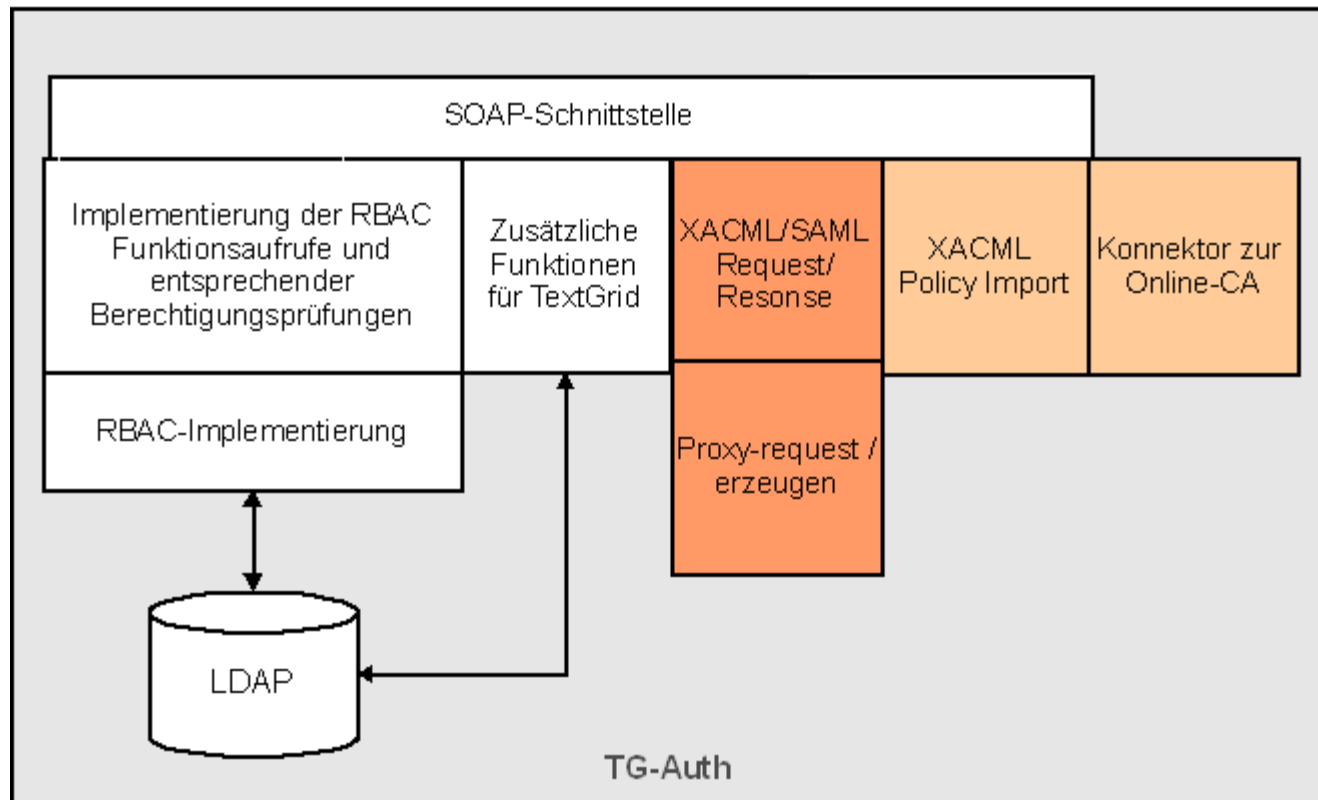 SOAP-Schnittstelle
Implementierung der RBAC
Funktionsaufrufe und
entsprechender
Berechtigungsprüfungen
Zusätzliche
Funktionen
für TextGrid
XACML/SAML
Request/
Resonse
XACML
Policy Import
Konnektor zur
Online-CA
RBAC-Implementierung
Proxy-request /
erzeugen
LDAP
TG-Auth